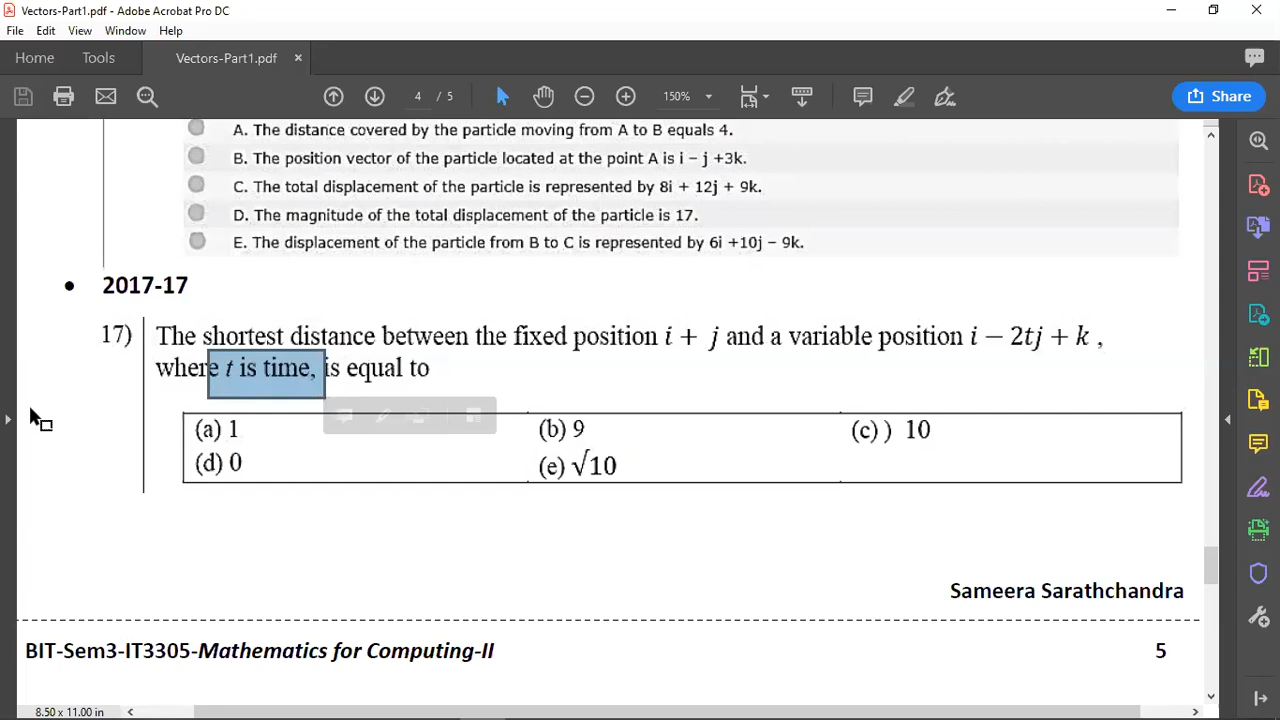 Vectors-Part1.pdf - Adobe Acrobat Pro DC
File Edit View Window Help
Home Tools Vectors-Part1.pdf ×
4 / 5 150% Share
A. The distance covered by the particle moving from A to B equals 4.
B. The position vector of the particle located at the point A is i − j +3k.
C. The total displacement of the particle is represented by 8i + 12j + 9k.
D. The magnitude of the total displacement of the particle is 17.
E. The displacement of the particle from B to C is represented by 6i +10j − 9k.
• 2017-17
17) The shortest distance between the fixed position i + j and a variable position i − 2tj + k ,
where t is time, is equal to
(a) 1 (b) 9 (c) ) 10
(d) 0 (e) √10
Sameera Sarathchandra
BIT-Sem3-IT3305-Mathematics for Computing-II 5
8.50 x 11.00 in